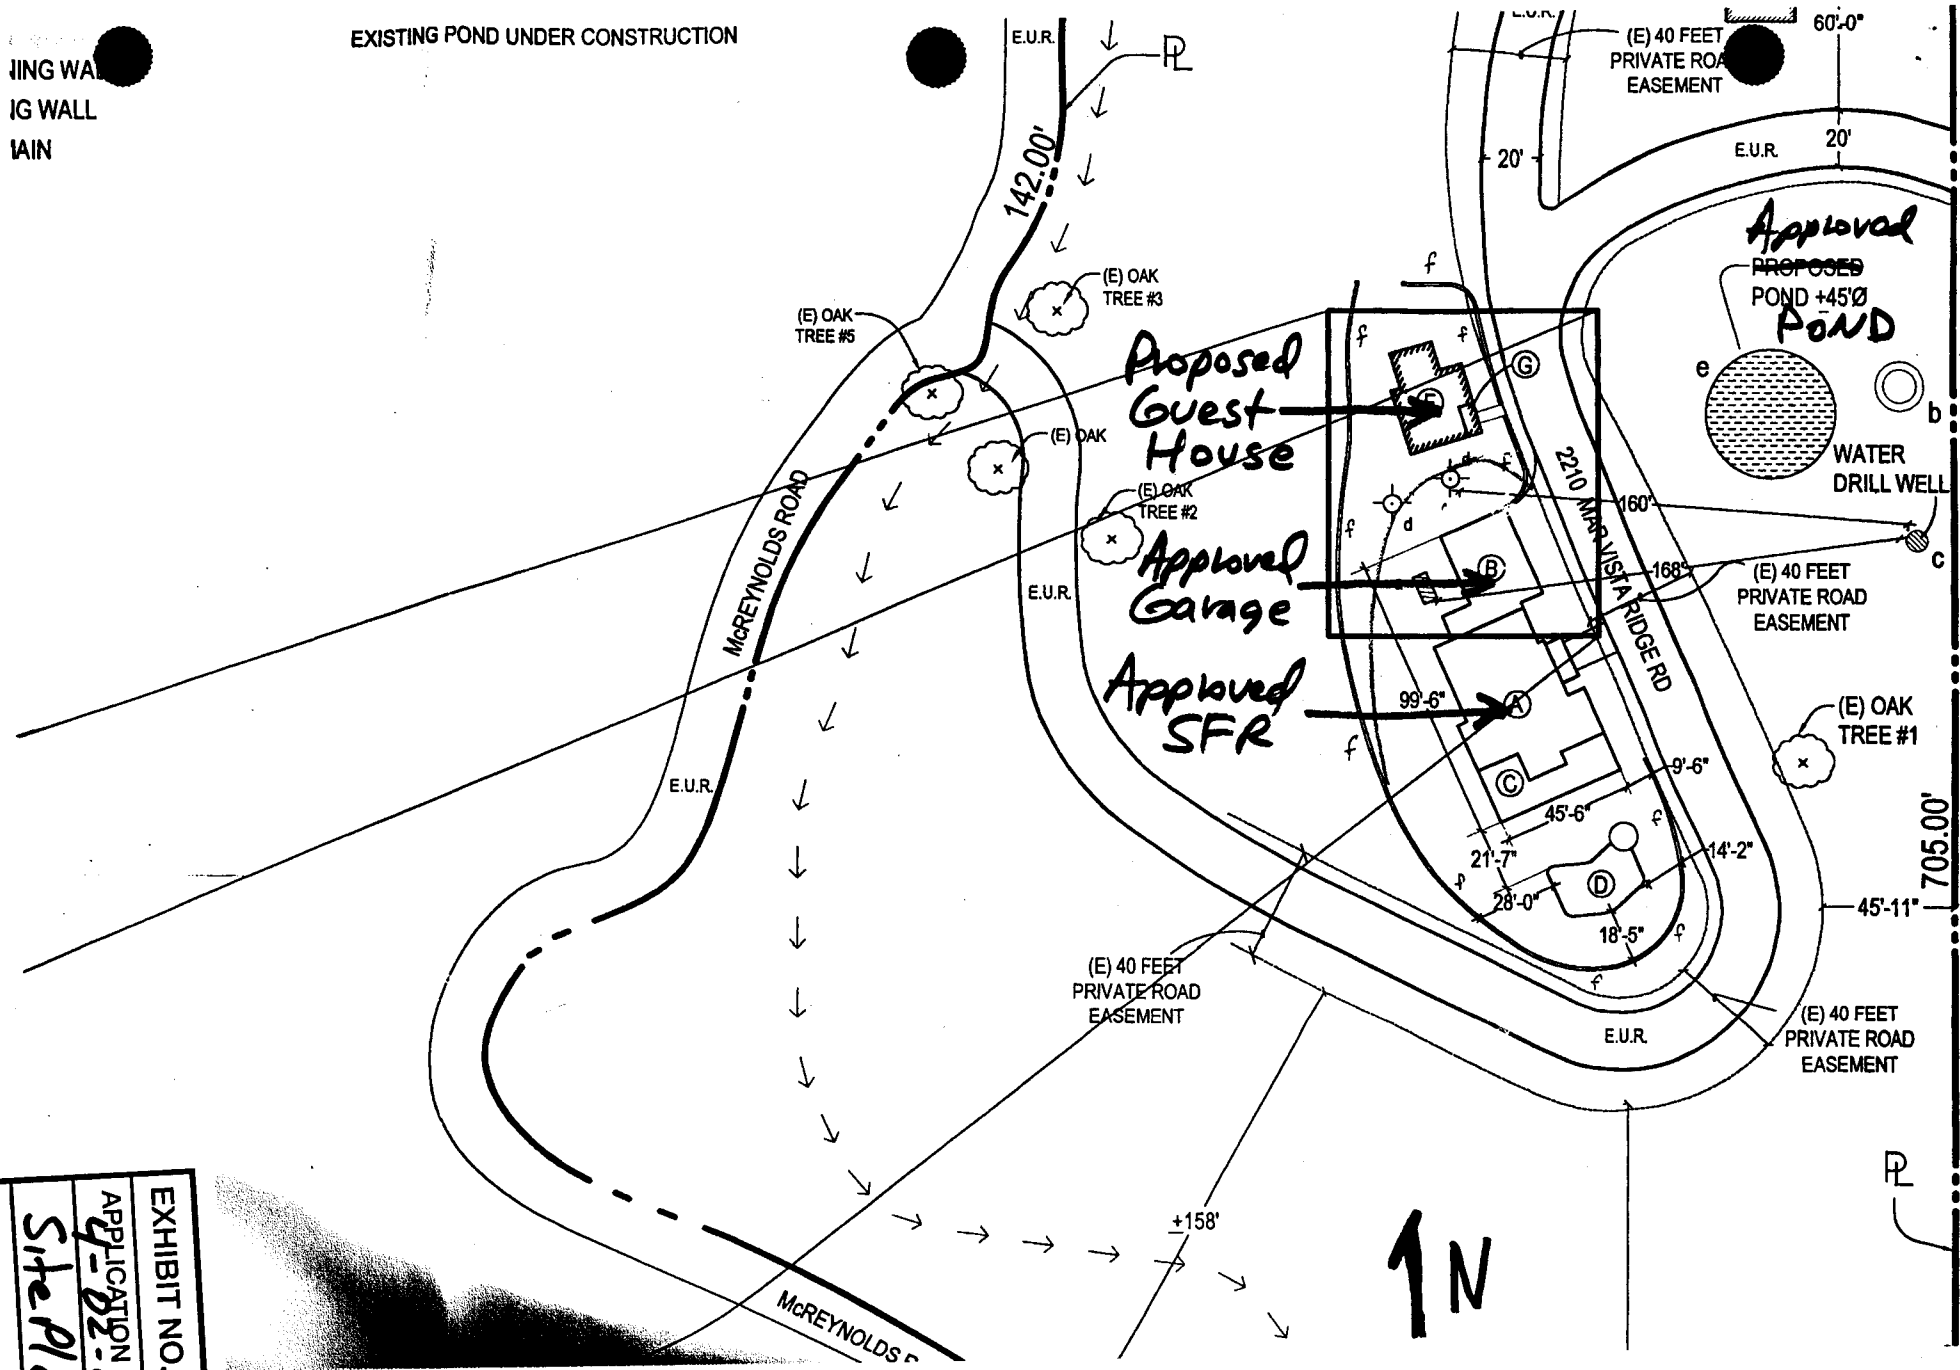 EXISTING POND UNDER CONSTRUCTION
G WALL
E.U.R.
PL
142.00'
E.U.R.
(E) 40 FEET
PRIVATE ROA
EASEMENT
60'-0"
20'
E.U.R.
20'
Approved
PROPOSED
POND +45'Ø
POND
e
b
WATER
DRILL WELL
c
(E) OAK
TREE #3
(E) OAK
TREE #5
(E) OAK
(E) OAK
TREE #2
f
f
f
Proposed
Guest
House
G
f
d
160'
f
2210 MAR VISTA RIDGE RD
McREYNOLDS ROAD
Approved
Garage
B
168'
(E) 40 FEET
PRIVATE ROAD
EASEMENT
E.U.R.
Approved
SFR
99'-6"
A
f
(E) OAK
TREE #1
C
9'-6"
45'-6"
f
E.U.R.
21'-7"
14'-2"
705.00'
f
28'-0"
D
45'-11"
18'-5"
f
f
(E) 40 FEET
PRIVATE ROAD
EASEMENT
E.U.R.
(E) 40 FEET
PRIVATE ROAD
EASEMENT
PL
±158'
1 N
McREYNOLDS
EXHIBIT NO.
APPLICATION
4-02-
Site Pl